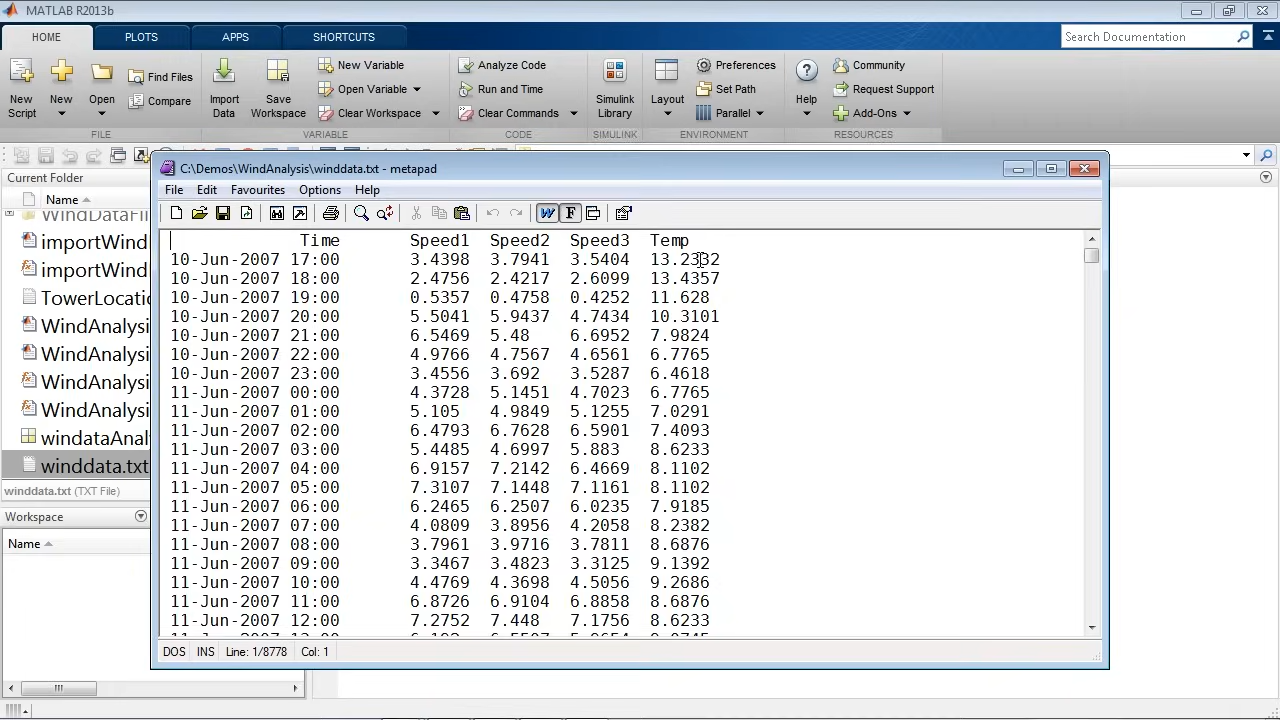 MATLAB R2013b
HOME PLOTS APPS SHORTCUTS Search Documentation
New Script
New
Open
Find Files
Compare
Import Data
Save Workspace
New Variable
Open Variable
Clear Workspace
Analyze Code
Run and Time
Clear Commands
Simulink Library
Layout
Preferences
Set Path
Parallel
Help
Community
Request Support
Add-Ons
FILE VARIABLE CODE SIMULINK ENVIRONMENT RESOURCES
Current Folder
Name
WindDataFil
importWind
importWind
TowerLocatio
WindAnalysi
WindAnalysi
WindAnalysi
WindAnalysi
windataAnal
winddata.txt
winddata.txt (TXT File)
Workspace
Name
C:\Demos\WindAnalysis\winddata.txt - metapad
File Edit Favourites Options Help
Time Speed1 Speed2 Speed3 Temp
10-Jun-2007 17:00 3.4398 3.7941 3.5404 13.2332
10-Jun-2007 18:00 2.4756 2.4217 2.6099 13.4357
10-Jun-2007 19:00 0.5357 0.4758 0.4252 11.628
10-Jun-2007 20:00 5.5041 5.9437 4.7434 10.3101
10-Jun-2007 21:00 6.5469 5.48 6.6952 7.9824
10-Jun-2007 22:00 4.9766 4.7567 4.6561 6.7765
10-Jun-2007 23:00 3.4556 3.692 3.5287 6.4618
11-Jun-2007 00:00 4.3728 5.1451 4.7023 6.7765
11-Jun-2007 01:00 5.105 4.9849 5.1255 7.0291
11-Jun-2007 02:00 6.4793 6.7628 6.5901 7.4093
11-Jun-2007 03:00 5.4485 4.6997 5.883 8.6233
11-Jun-2007 04:00 6.9157 7.2142 6.4669 8.1102
11-Jun-2007 05:00 7.3107 7.1448 7.1161 8.1102
11-Jun-2007 06:00 6.2465 6.2507 6.0235 7.9185
11-Jun-2007 07:00 4.0809 3.8956 4.2058 8.2382
11-Jun-2007 08:00 3.7961 3.9716 3.7811 8.6876
11-Jun-2007 09:00 3.3467 3.4823 3.3125 9.1392
11-Jun-2007 10:00 4.4769 4.3698 4.5056 9.2686
11-Jun-2007 11:00 6.8726 6.9104 6.8858 8.6876
11-Jun-2007 12:00 7.2752 7.448 7.1756 8.6233
DOS INS Line: 1/8778 Col: 1